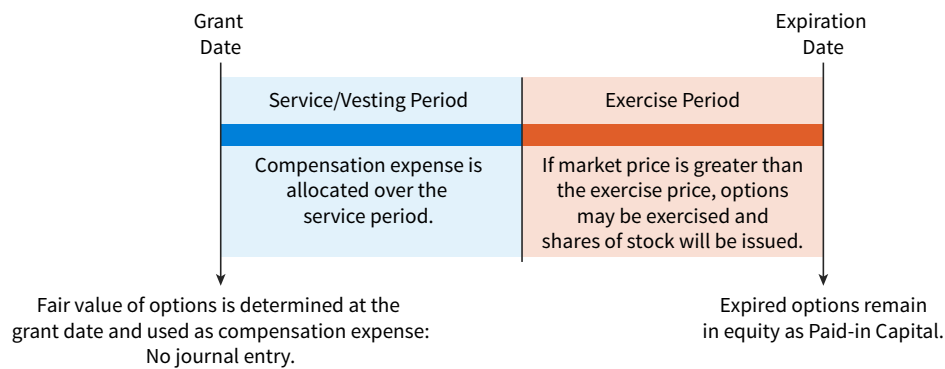 Grant
Date
Expiration
Date
Service/Vesting Period
Exercise Period
Compensation expense is
allocated over the
service period.
If market price is greater than
the exercise price, options
may be exercised and
shares of stock will be issued.
Fair value of options is determined at the
grant date and used as compensation expense:
No journal entry.
Expired options remain
in equity as Paid-in Capital.